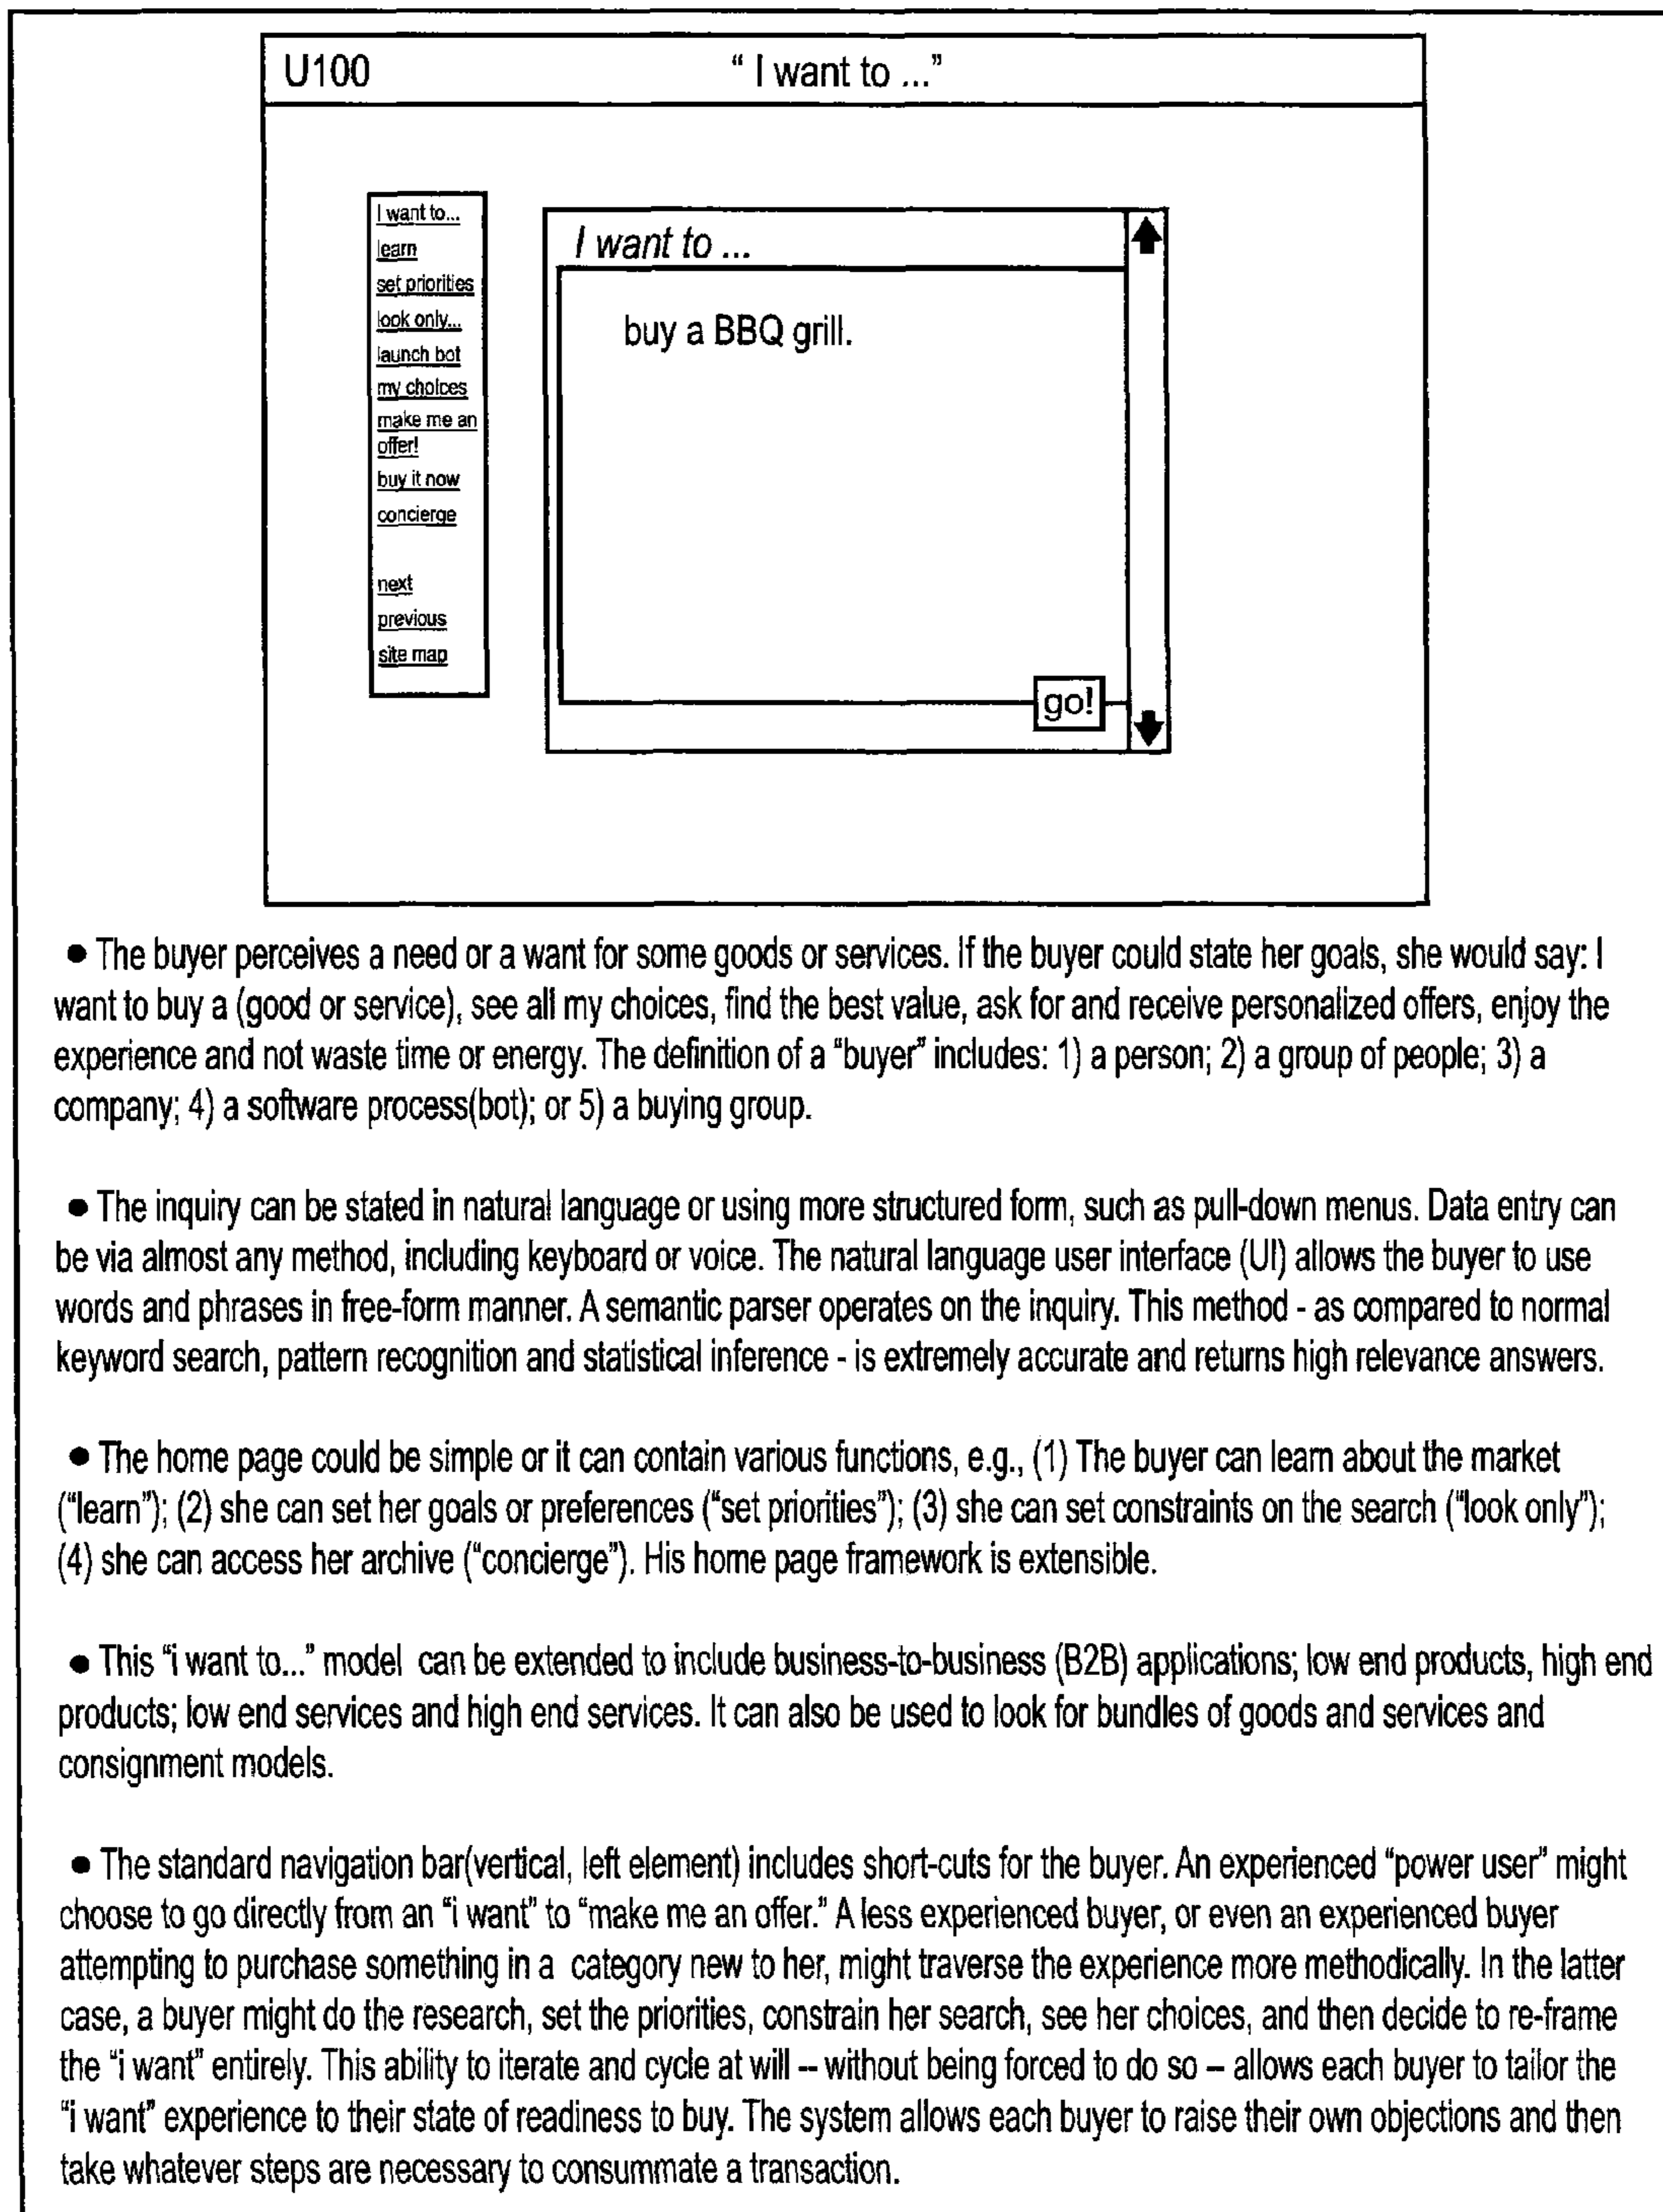 U100
“ I want to ...”
I want to...
learn
set priorities
look only...
launch bot
my choices
make me an
offer!
buy it now
concierge
next
previous
site map
I want to ...
buy a BBQ grill.
go!
● The buyer perceives a need or a want for some goods or services. If the buyer could state her goals, she would say: I
want to buy a (good or service), see all my choices, find the best value, ask for and receive personalized offers, enjoy the
experience and not waste time or energy. The definition of a “buyer” includes: 1) a person; 2) a group of people; 3) a
company; 4) a software process(bot); or 5) a buying group.
● The inquiry can be stated in natural language or using more structured form, such as pull-down menus. Data entry can
be via almost any method, including keyboard or voice. The natural language user interface (UI) allows the buyer to use
words and phrases in free-form manner. A semantic parser operates on the inquiry. This method - as compared to normal
keyword search, pattern recognition and statistical inference - is extremely accurate and returns high relevance answers.
● The home page could be simple or it can contain various functions, e.g., (1) The buyer can learn about the market
(“learn”); (2) she can set her goals or preferences (“set priorities”); (3) she can set constraints on the search (“look only”);
(4) she can access her archive (“concierge”). His home page framework is extensible.
● This “i want to...” model can be extended to include business-to-business (B2B) applications; low end products, high end
products; low end services and high end services. It can also be used to look for bundles of goods and services and
consignment models.
● The standard navigation bar(vertical, left element) includes short-cuts for the buyer. An experienced “power user” might
choose to go directly from an “i want” to “make me an offer.” A less experienced buyer, or even an experienced buyer
attempting to purchase something in a category new to her, might traverse the experience more methodically. In the latter
case, a buyer might do the research, set the priorities, constrain her search, see her choices, and then decide to re-frame
the “i want” entirely. This ability to iterate and cycle at will -- without being forced to do so – allows each buyer to tailor the
“i want” experience to their state of readiness to buy. The system allows each buyer to raise their own objections and then
take whatever steps are necessary to consummate a transaction.